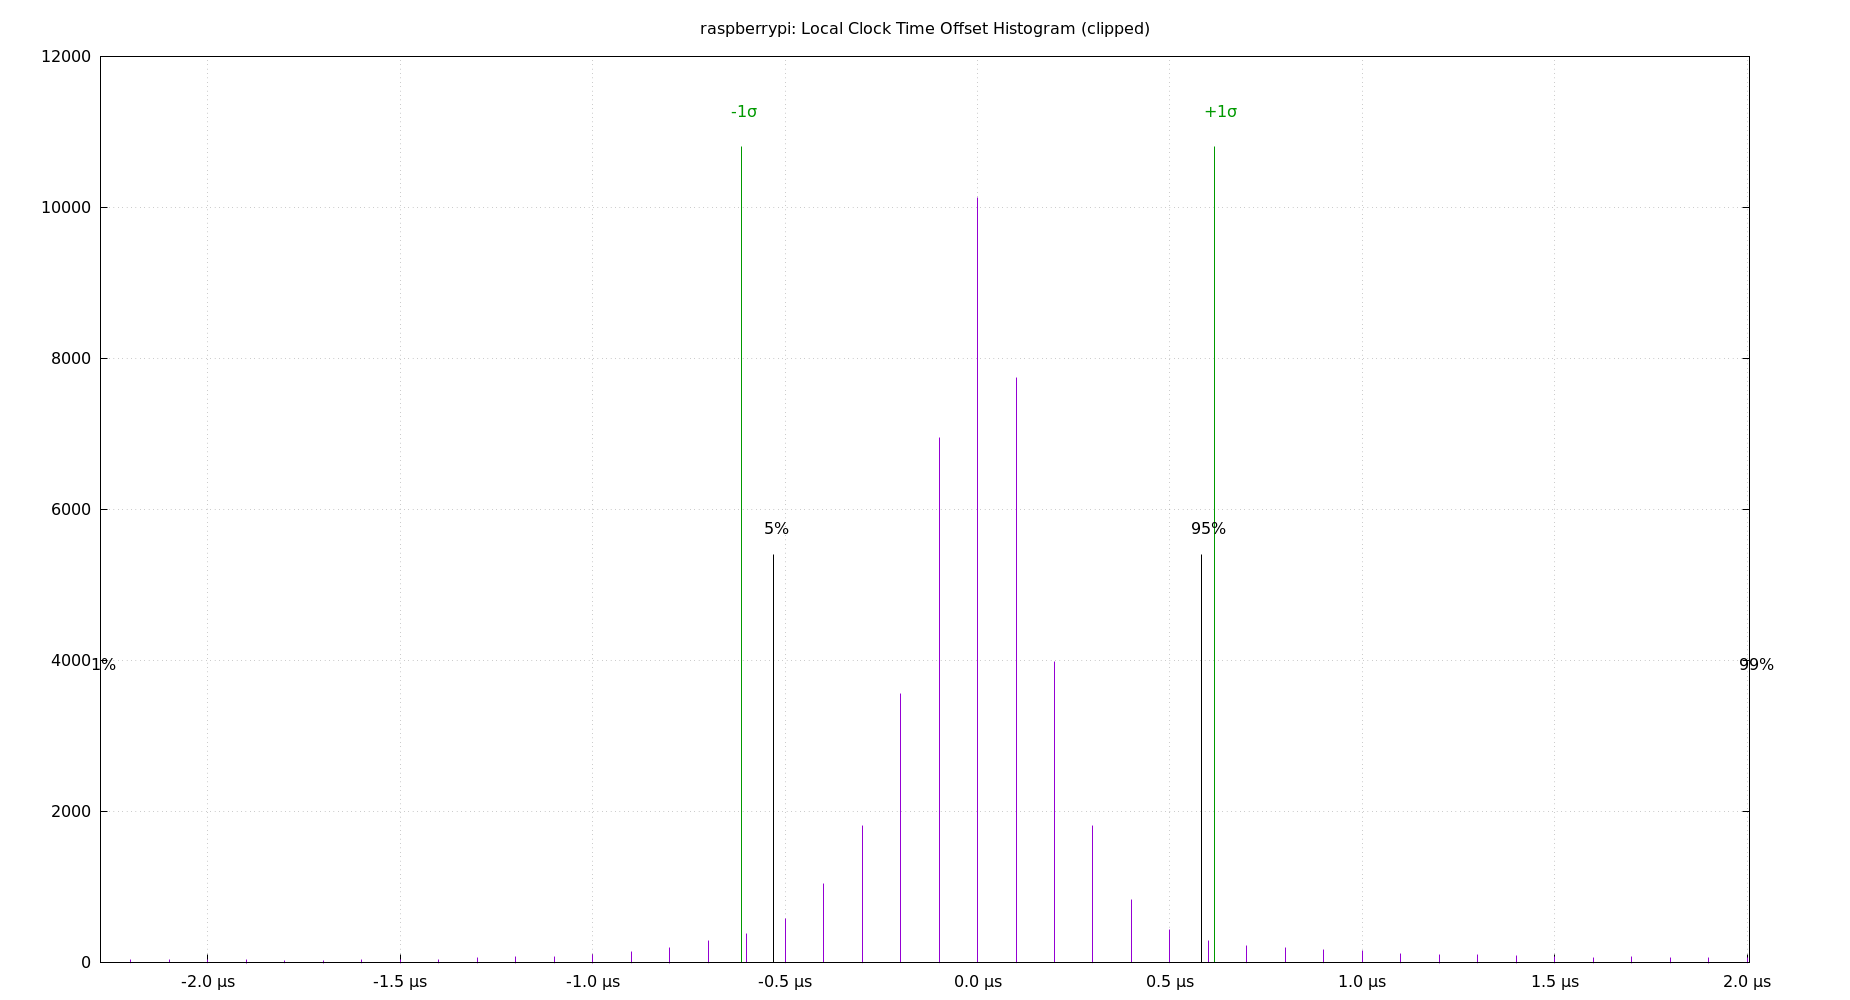 raspberrypi: Local Clock Time Offset Histogram (clipped)
12000
-1σ +1σ
10000
8000
6000
5% 95%
4000 1% 99%
2000
0
-2.0 µs -1.5 µs -1.0 µs -0.5 µs 0.0 µs 0.5 µs 1.0 µs 1.5 µs 2.0 µs